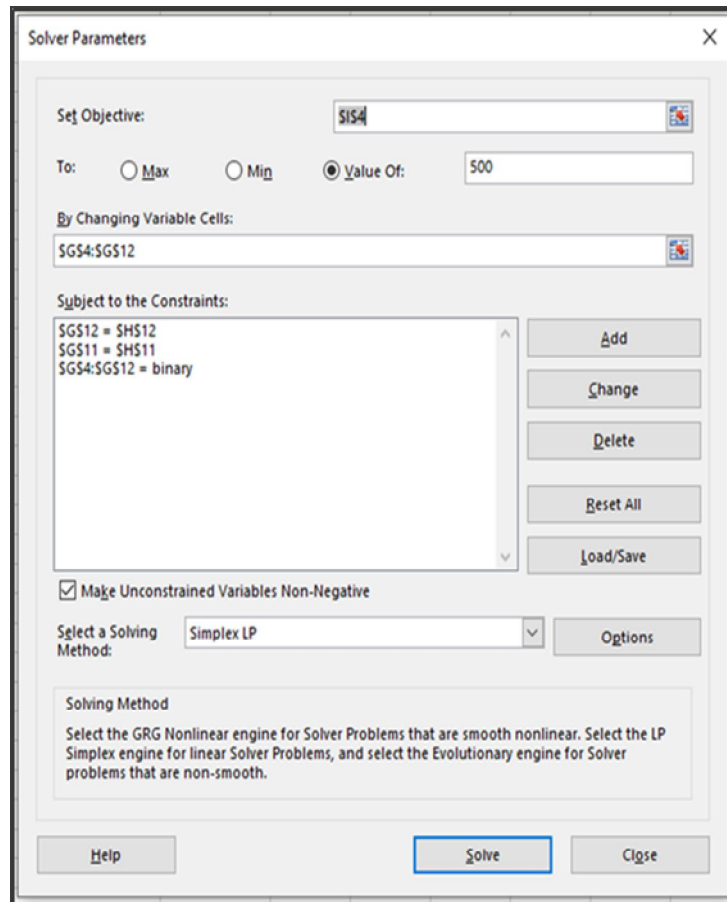 Solver Parameters
Set Objective:
$I$4
To:
Max
Min
Value Of:
500
By Changing Variable Cells:
$G$4:$G$12
Subject to the Constraints:
$G$12 = $H$12
$G$11 = $H$11
$G$4:$G$12 = binary
Add
Change
Delete
Reset All
Load/Save
Make Unconstrained Variables Non-Negative
Select a Solving
Method:
Simplex LP
Options
Solving Method
Select the GRG Nonlinear engine for Solver Problems that are smooth nonlinear. Select the LP
Simplex engine for linear Solver Problems, and select the Evolutionary engine for Solver
problems that are non-smooth.
Help
Solve
Close